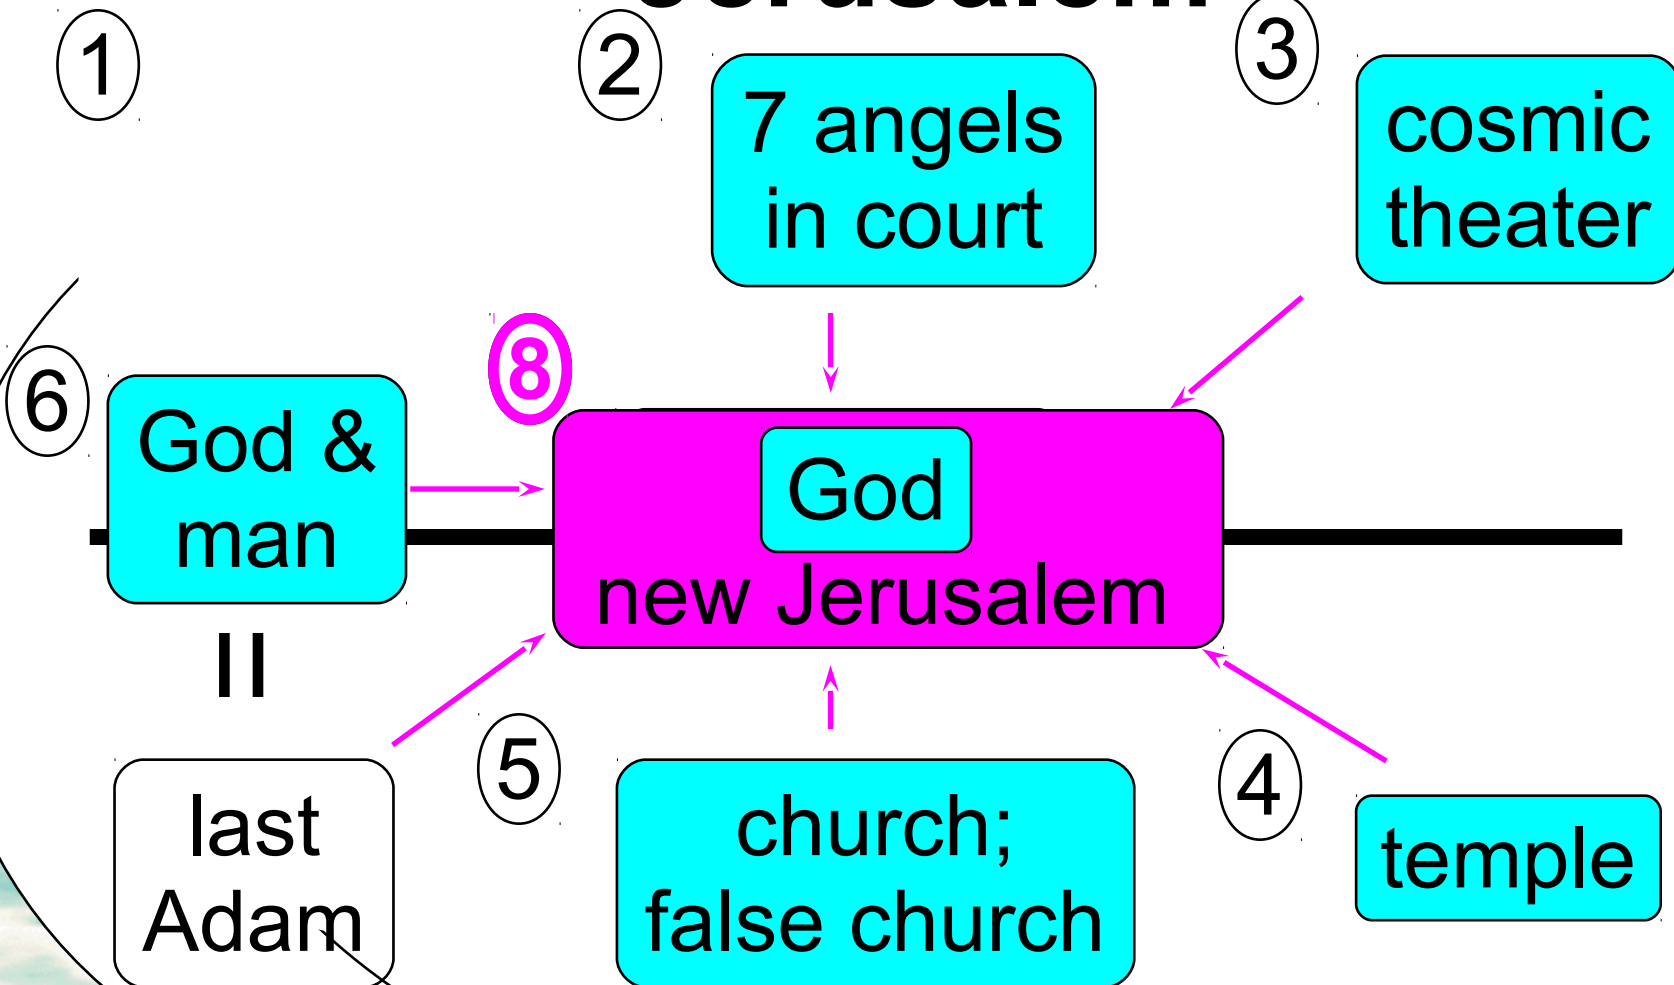 Jerusalem
1
2
7 angels
in court
3
cosmic
theater
6
God &
man
8
God
new Jerusalem
last
Adam
5
church;
false church
4
temple